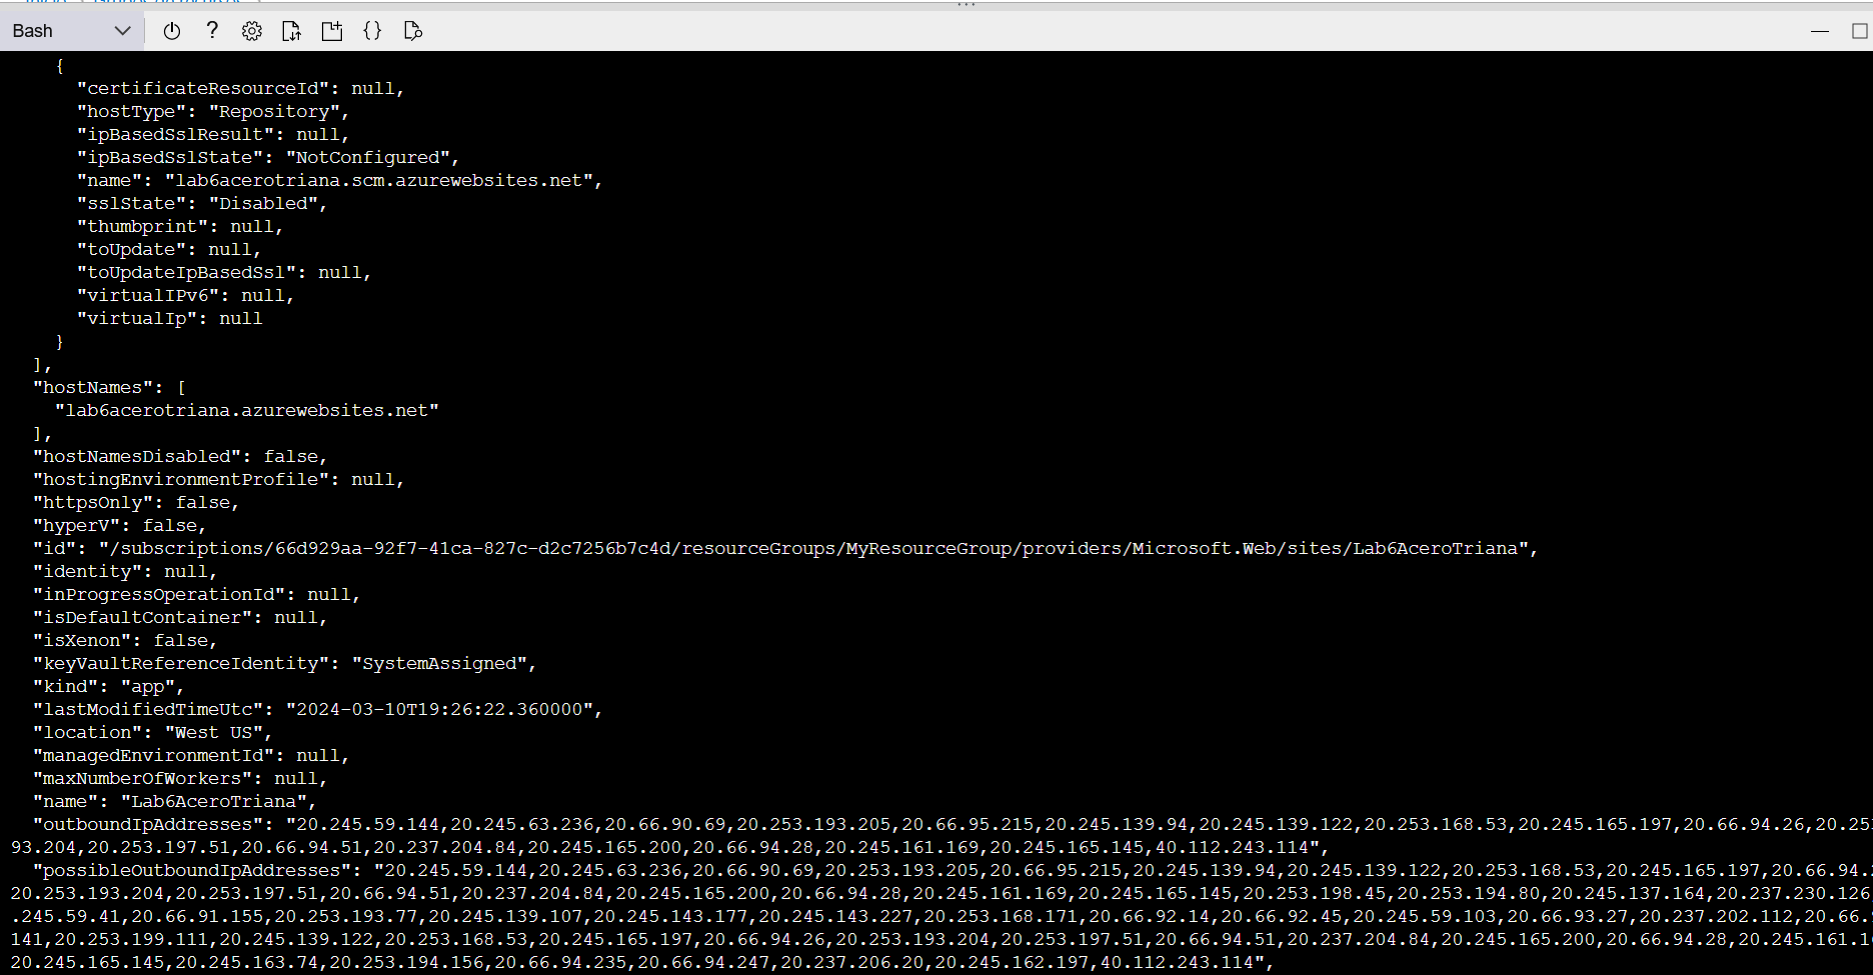 Bash
{
"certificateResourceId": null,
"hostType": "Repository",
"ipBasedSslResult": null,
"ipBasedSslState": "NotConfigured",
"name": "lab6acerotriana.scm.azurewebsites.net",
"sslState": "Disabled",
"thumbprint": null,
"toUpdate": null,
"toUpdateIpBasedSsl": null,
"virtualIPv6": null,
"virtualIp": null
}
],
"hostNames": [
"lab6acerotriana.azurewebsites.net"
],
"hostNamesDisabled": false,
"hostingEnvironmentProfile": null,
"httpsOnly": false,
"hyperV": false,
"id": "/subscriptions/66d929aa-92f7-41ca-827c-d2c7256b7c4d/resourceGroups/MyResourceGroup/providers/Microsoft.Web/sites/Lab6AceroTriana",
"identity": null,
"inProgressOperationId": null,
"isDefaultContainer": null,
"isXenon": false,
"keyVaultReferenceIdentity": "SystemAssigned",
"kind": "app",
"lastModifiedTimeUtc": "2024-03-10T19:26:22.360000",
"location": "West US",
"managedEnvironmentId": null,
"maxNumberOfWorkers": null,
"name": "Lab6AceroTriana",
"outboundIpAddresses": "20.245.59.144,20.245.63.236,20.66.90.69,20.253.193.205,20.66.95.215,20.245.139.94,20.245.139.122,20.253.168.53,20.245.165.197,20.66.94.26,20.25
93.204,20.253.197.51,20.66.94.51,20.237.204.84,20.245.165.200,20.66.94.28,20.245.161.169,20.245.165.145,40.112.243.114",
"possibleOutboundIpAddresses": "20.245.59.144,20.245.63.236,20.66.90.69,20.253.193.205,20.66.95.215,20.245.139.94,20.245.139.122,20.253.168.53,20.245.165.197,20.66.94.
20.253.193.204,20.253.197.51,20.66.94.51,20.237.204.84,20.245.165.200,20.66.94.28,20.245.161.169,20.245.165.145,20.253.198.45,20.253.194.80,20.245.137.164,20.237.230.126
.245.59.41,20.66.91.155,20.253.193.77,20.245.139.107,20.245.143.177,20.245.143.227,20.253.168.171,20.66.92.14,20.66.92.45,20.245.59.103,20.66.93.27,20.237.202.112,20.66.
141,20.253.199.111,20.245.139.122,20.253.168.53,20.245.165.197,20.66.94.26,20.253.193.204,20.253.197.51,20.66.94.51,20.237.204.84,20.245.165.200,20.66.94.28,20.245.161.1
20.245.165.145,20.245.163.74,20.253.194.156,20.66.94.235,20.66.94.247,20.237.206.20,20.245.162.197,40.112.243.114",